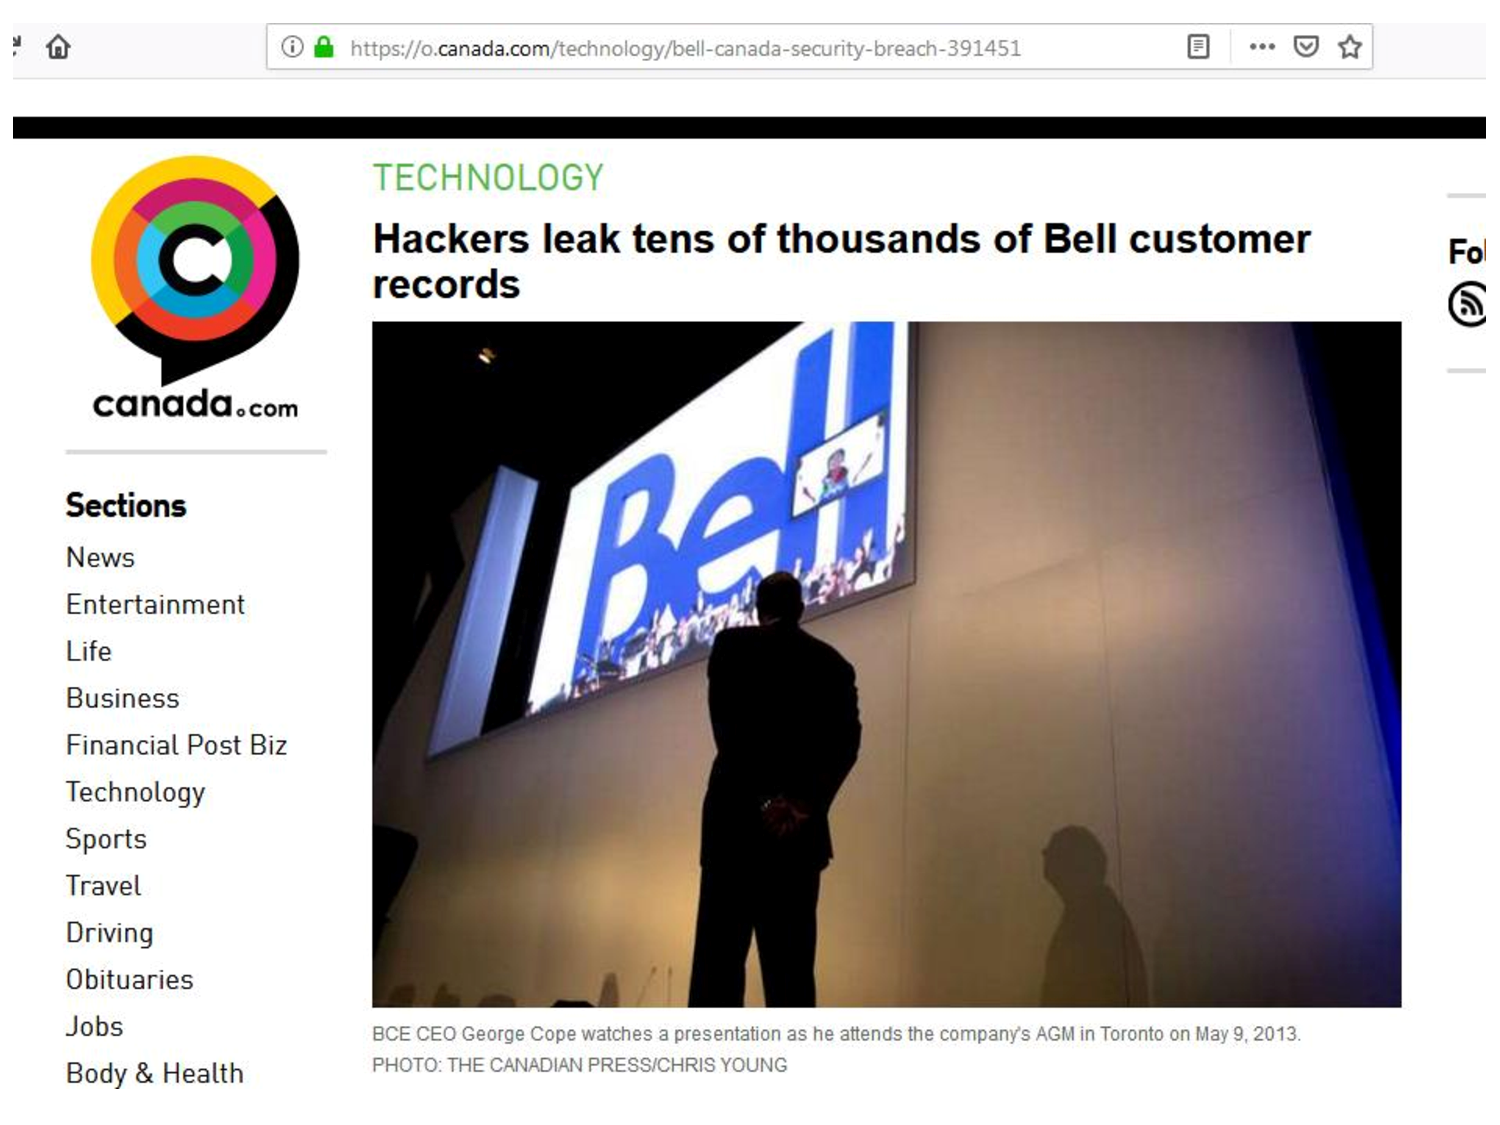 https://o.canada.com/technology/bell-canada-security-breach-391451
canada.com
Sections
News
Entertainment
Life
Business
Financial Post Biz
Technology
Sports
Travel
Driving
Obituaries
Jobs
Body & Health
TECHNOLOGY
Hackers leak tens of thousands of Bell customer
records
Bell
BCE CEO George Cope watches a presentation as he attends the company's AGM in Toronto on May 9, 2013.
PHOTO: THE CANADIAN PRESS/CHRIS YOUNG